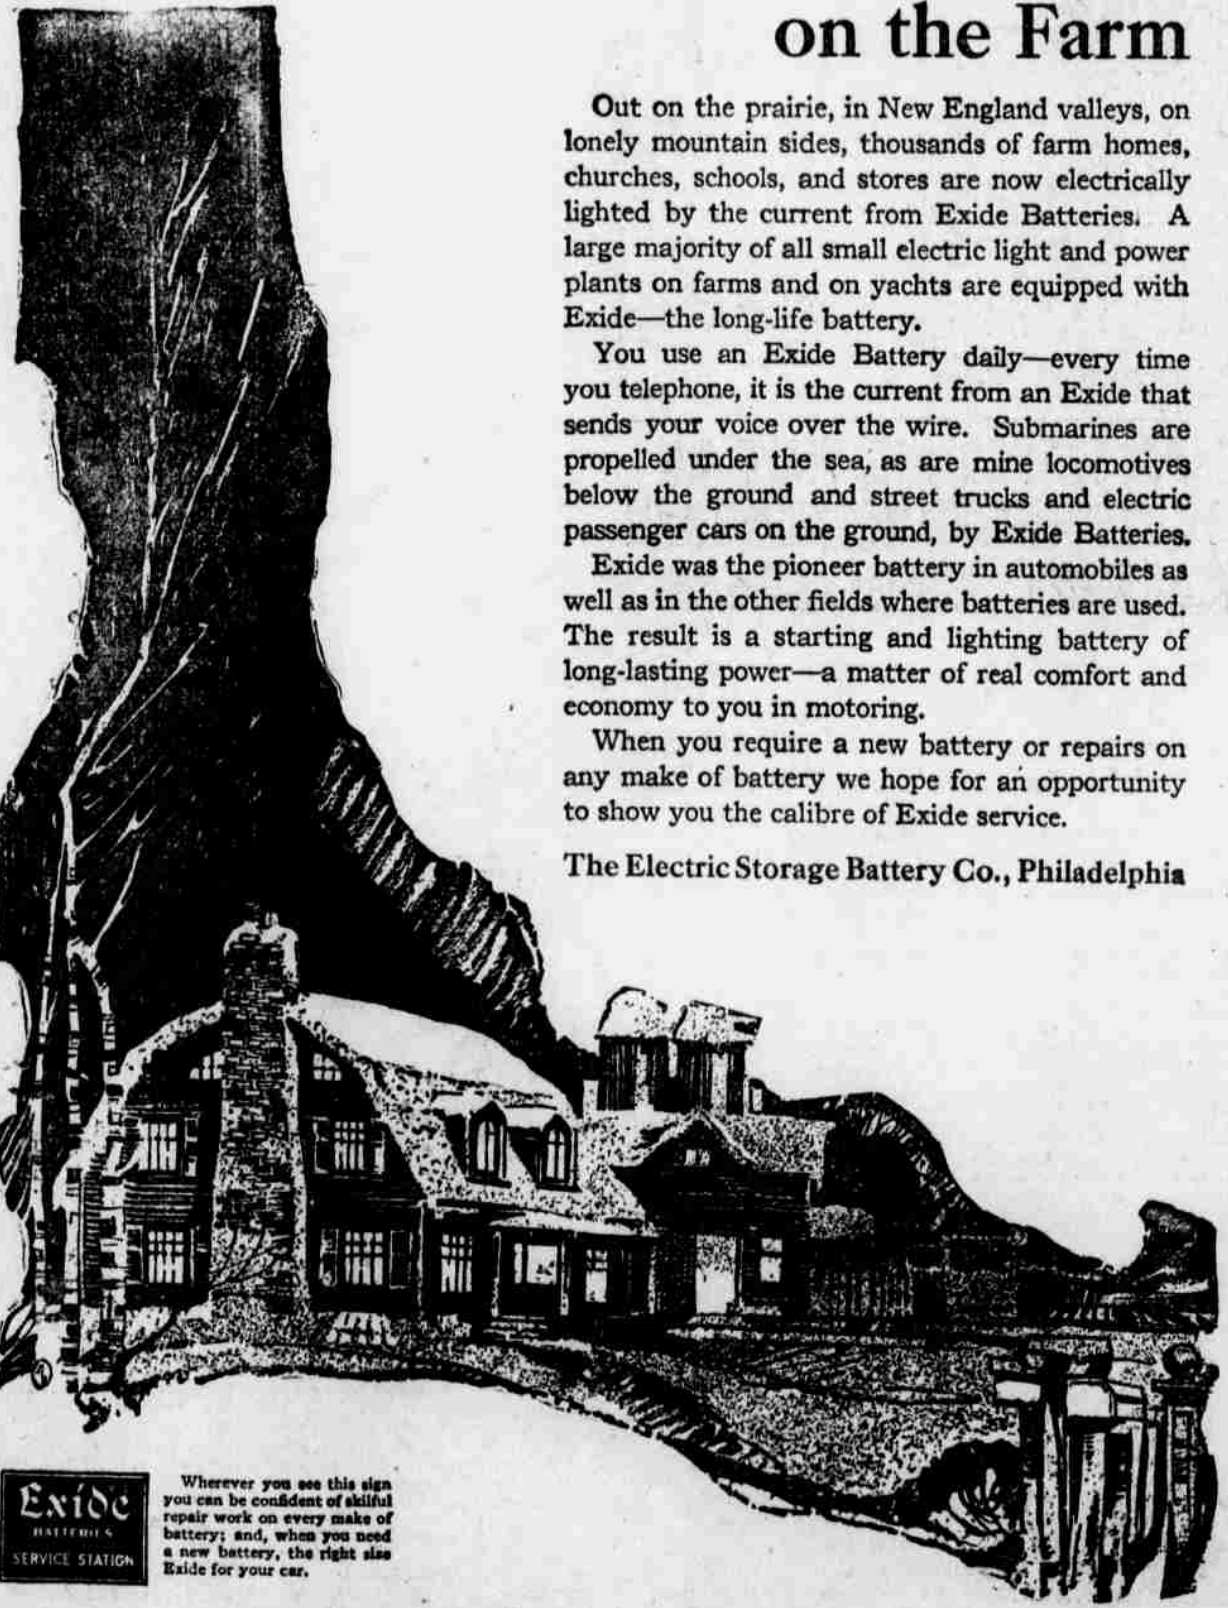 on the Farm
Out on the prairie, in New England valleys, on
lonely mountain sides, thousands of farm homes,
churches, schools, and stores are now electrically
lighted by the current from Exide Batteries. A
large majority of all small electric light and power
plants on farms and on yachts are equipped with
Exide—the long-life battery.
You use an Exide Battery daily—every time
you telephone, it is the current from an Exide that
sends your voice over the wire. Submarines are
propelled under the sea, as are mine locomotives
below the ground and street trucks and electric
passenger cars on the ground, by Exide Batteries.
Exide was the pioneer battery in automobiles as
well as in the other fields where batteries are used.
The result is a starting and lighting battery of
long-lasting power—a matter of real comfort and
economy to you in motoring.
When you require a new battery or repairs on
any make of battery we hope for an opportunity
to show you the calibre of Exide service.
The Electric Storage Battery Co., Philadelphia
Exide
BATTERIES
SERVICE STATION
Wherever you see this sign
you can be confident of skilful
repair work on every make of
battery; and, when you need
a new battery, the right size
Exide for your car.